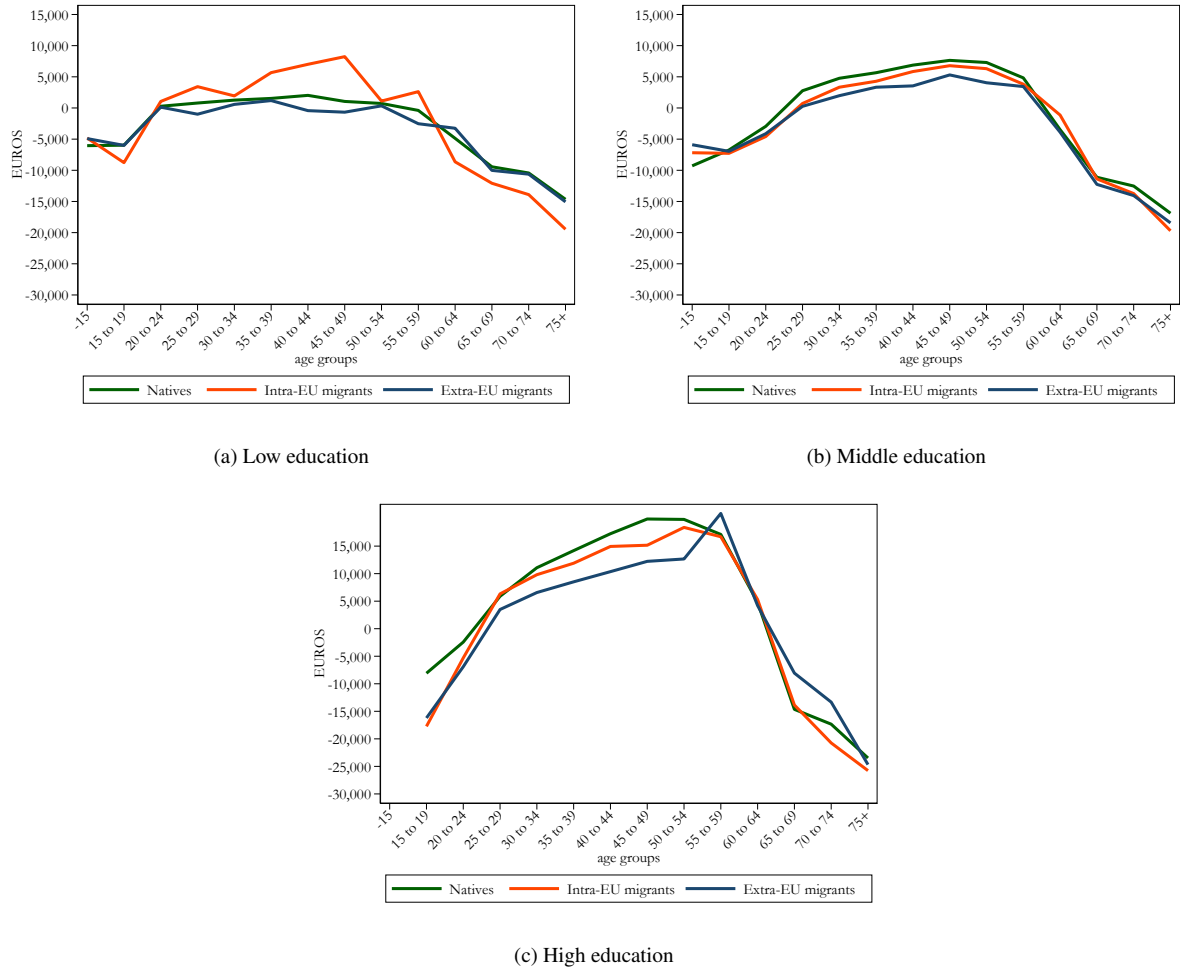 15,000
10,000
5,000
0
-5,000
-10,000
-15,000
-20,000
-25,000
-30,000
EUROS
-15
15 to 19
20 to 24
25 to 29
30 to 34
35 to 39
40 to 44
45 to 49
50 to 54
55 to 59
60 to 64
65 to 69
70 to 74
75+
age groups
Natives Intra-EU migrants Extra-EU migrants
(a) Low education
15,000
10,000
5,000
0
-5,000
-10,000
-15,000
-20,000
-25,000
-30,000
EUROS
-15
15 to 19
20 to 24
25 to 29
30 to 34
35 to 39
40 to 44
45 to 49
50 to 54
55 to 59
60 to 64
65 to 69
70 to 74
75+
age groups
Natives Intra-EU migrants Extra-EU migrants
(b) Middle education
15,000
10,000
5,000
0
-5,000
-10,000
-15,000
-20,000
-25,000
-30,000
EUROS
-15
15 to 19
20 to 24
25 to 29
30 to 34
35 to 39
40 to 44
45 to 49
50 to 54
55 to 59
60 to 64
65 to 69
70 to 74
75+
age groups
Natives Intra-EU migrants Extra-EU migrants
(c) High education